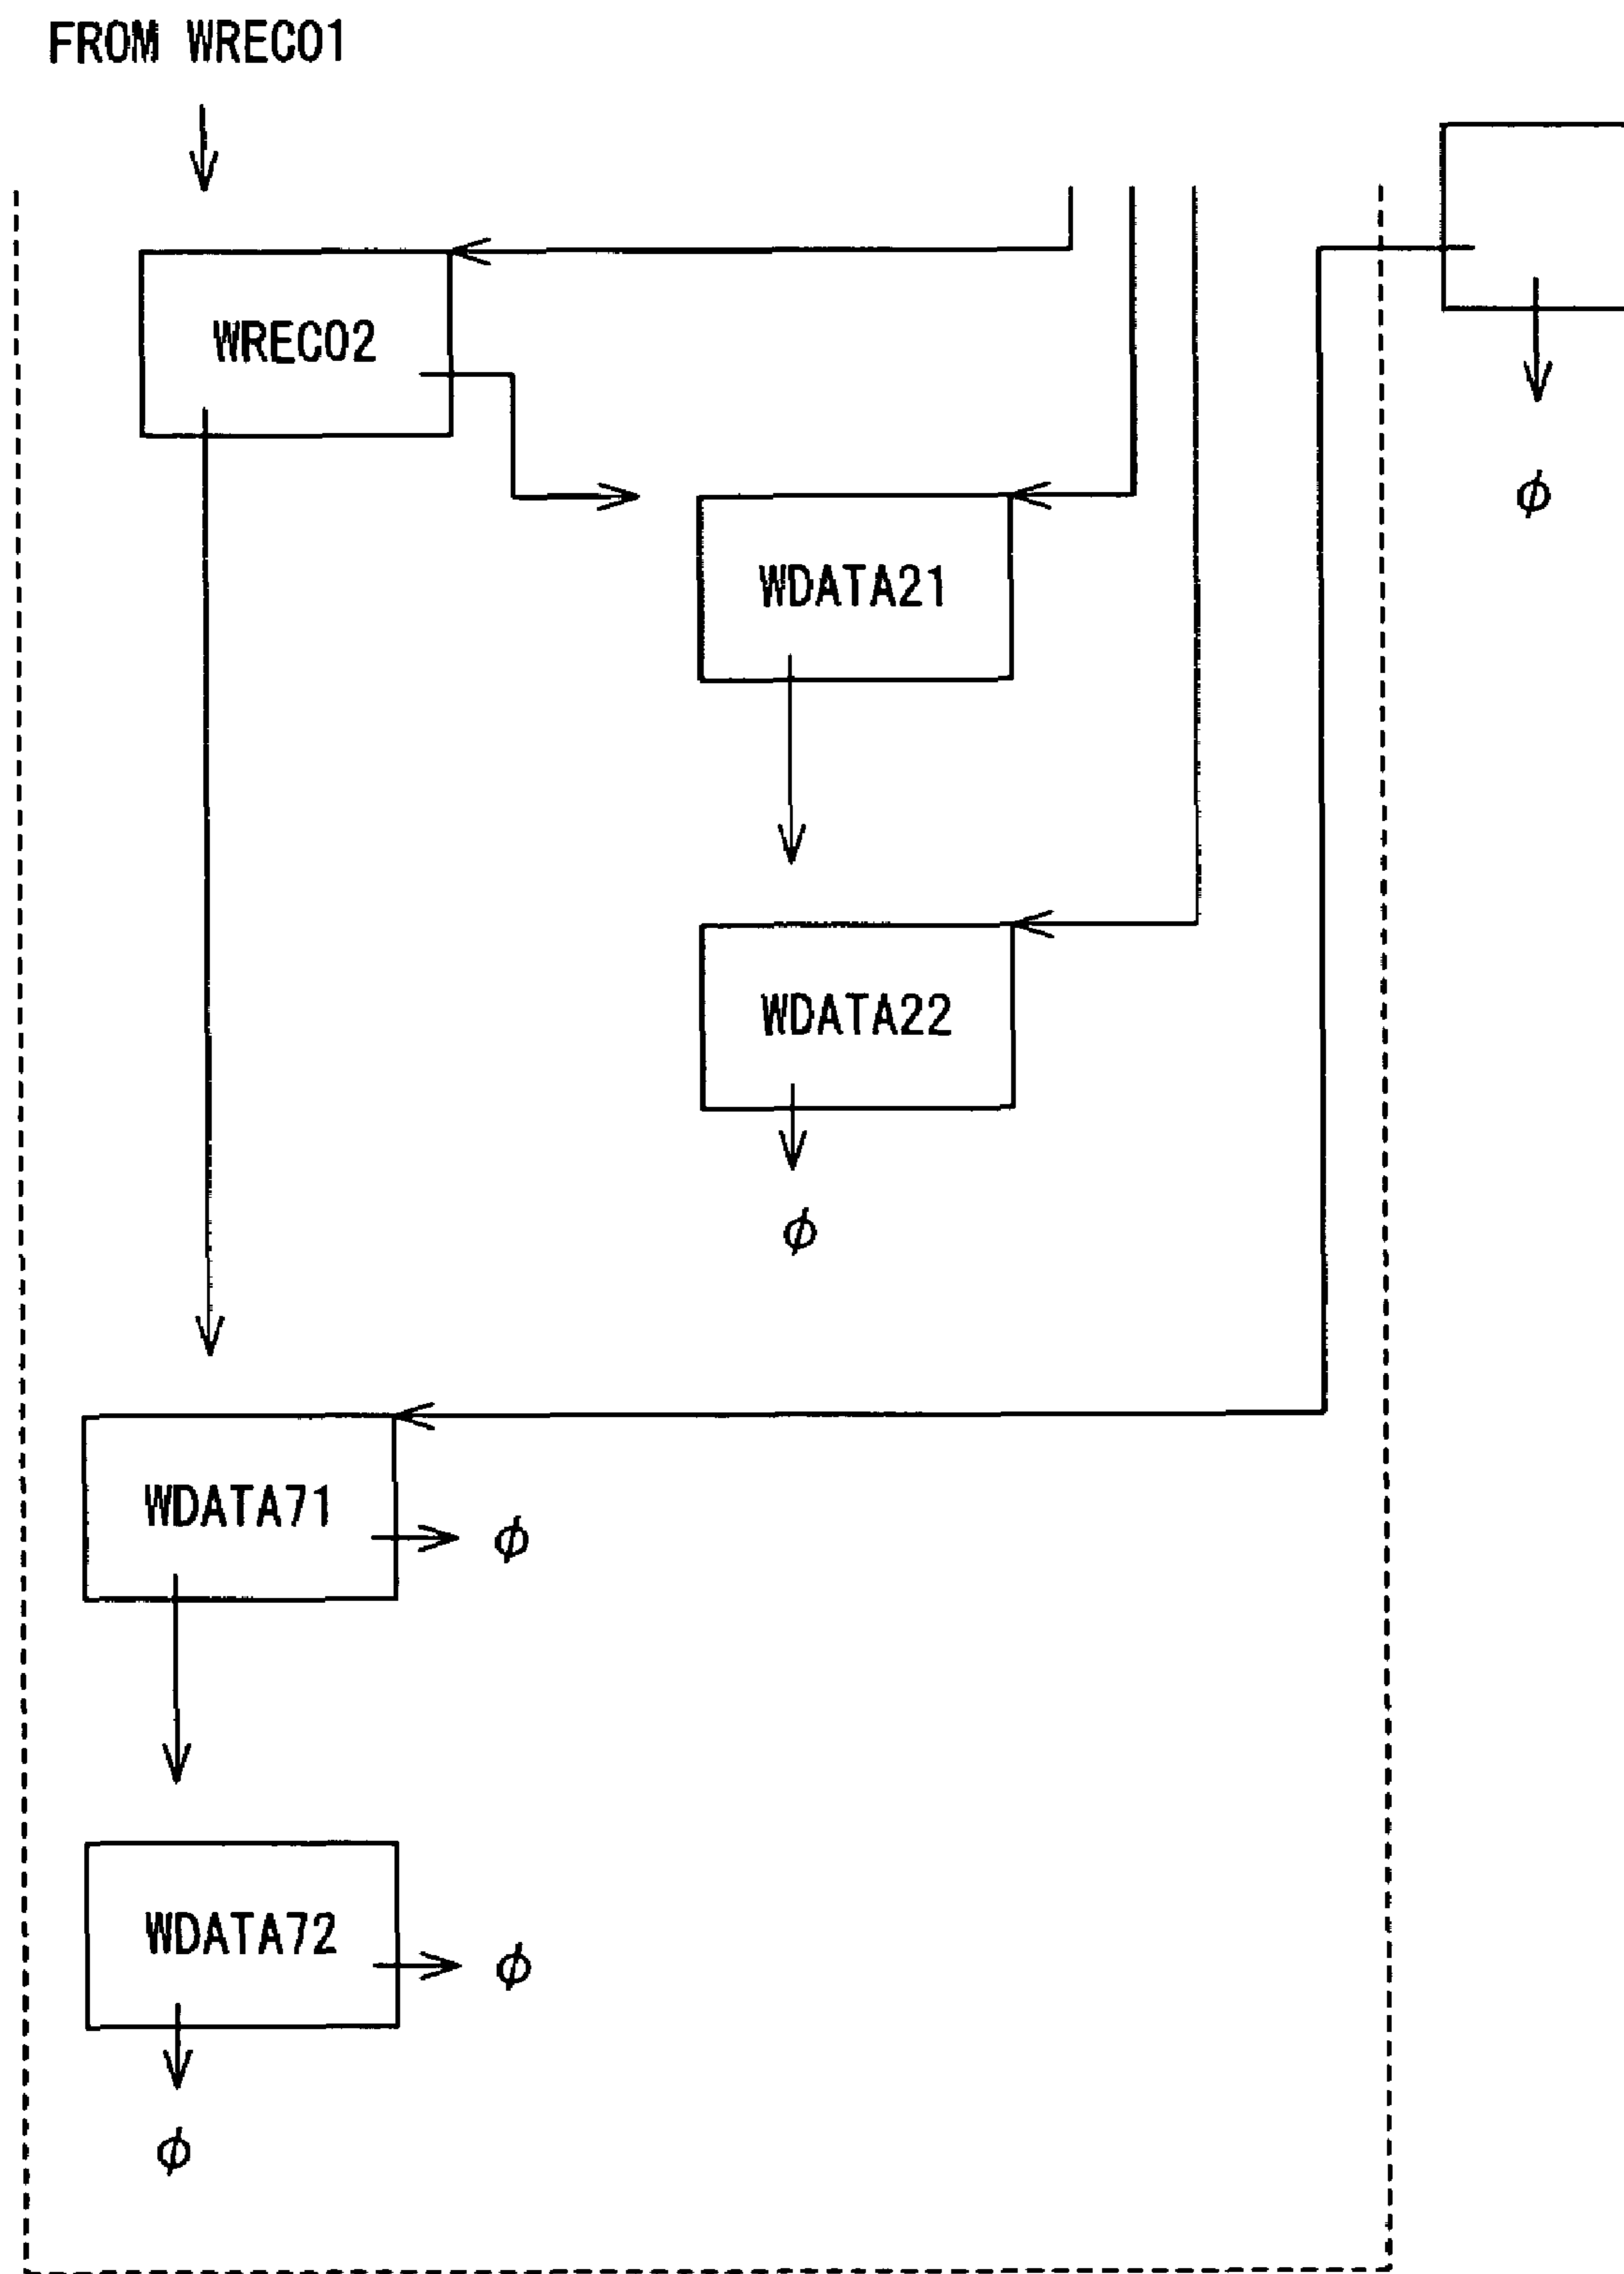 FROM WREC01
WREC02
φ
WDATA21
WDATA22
φ
WDATA71
φ
WDATA72
φ
φ